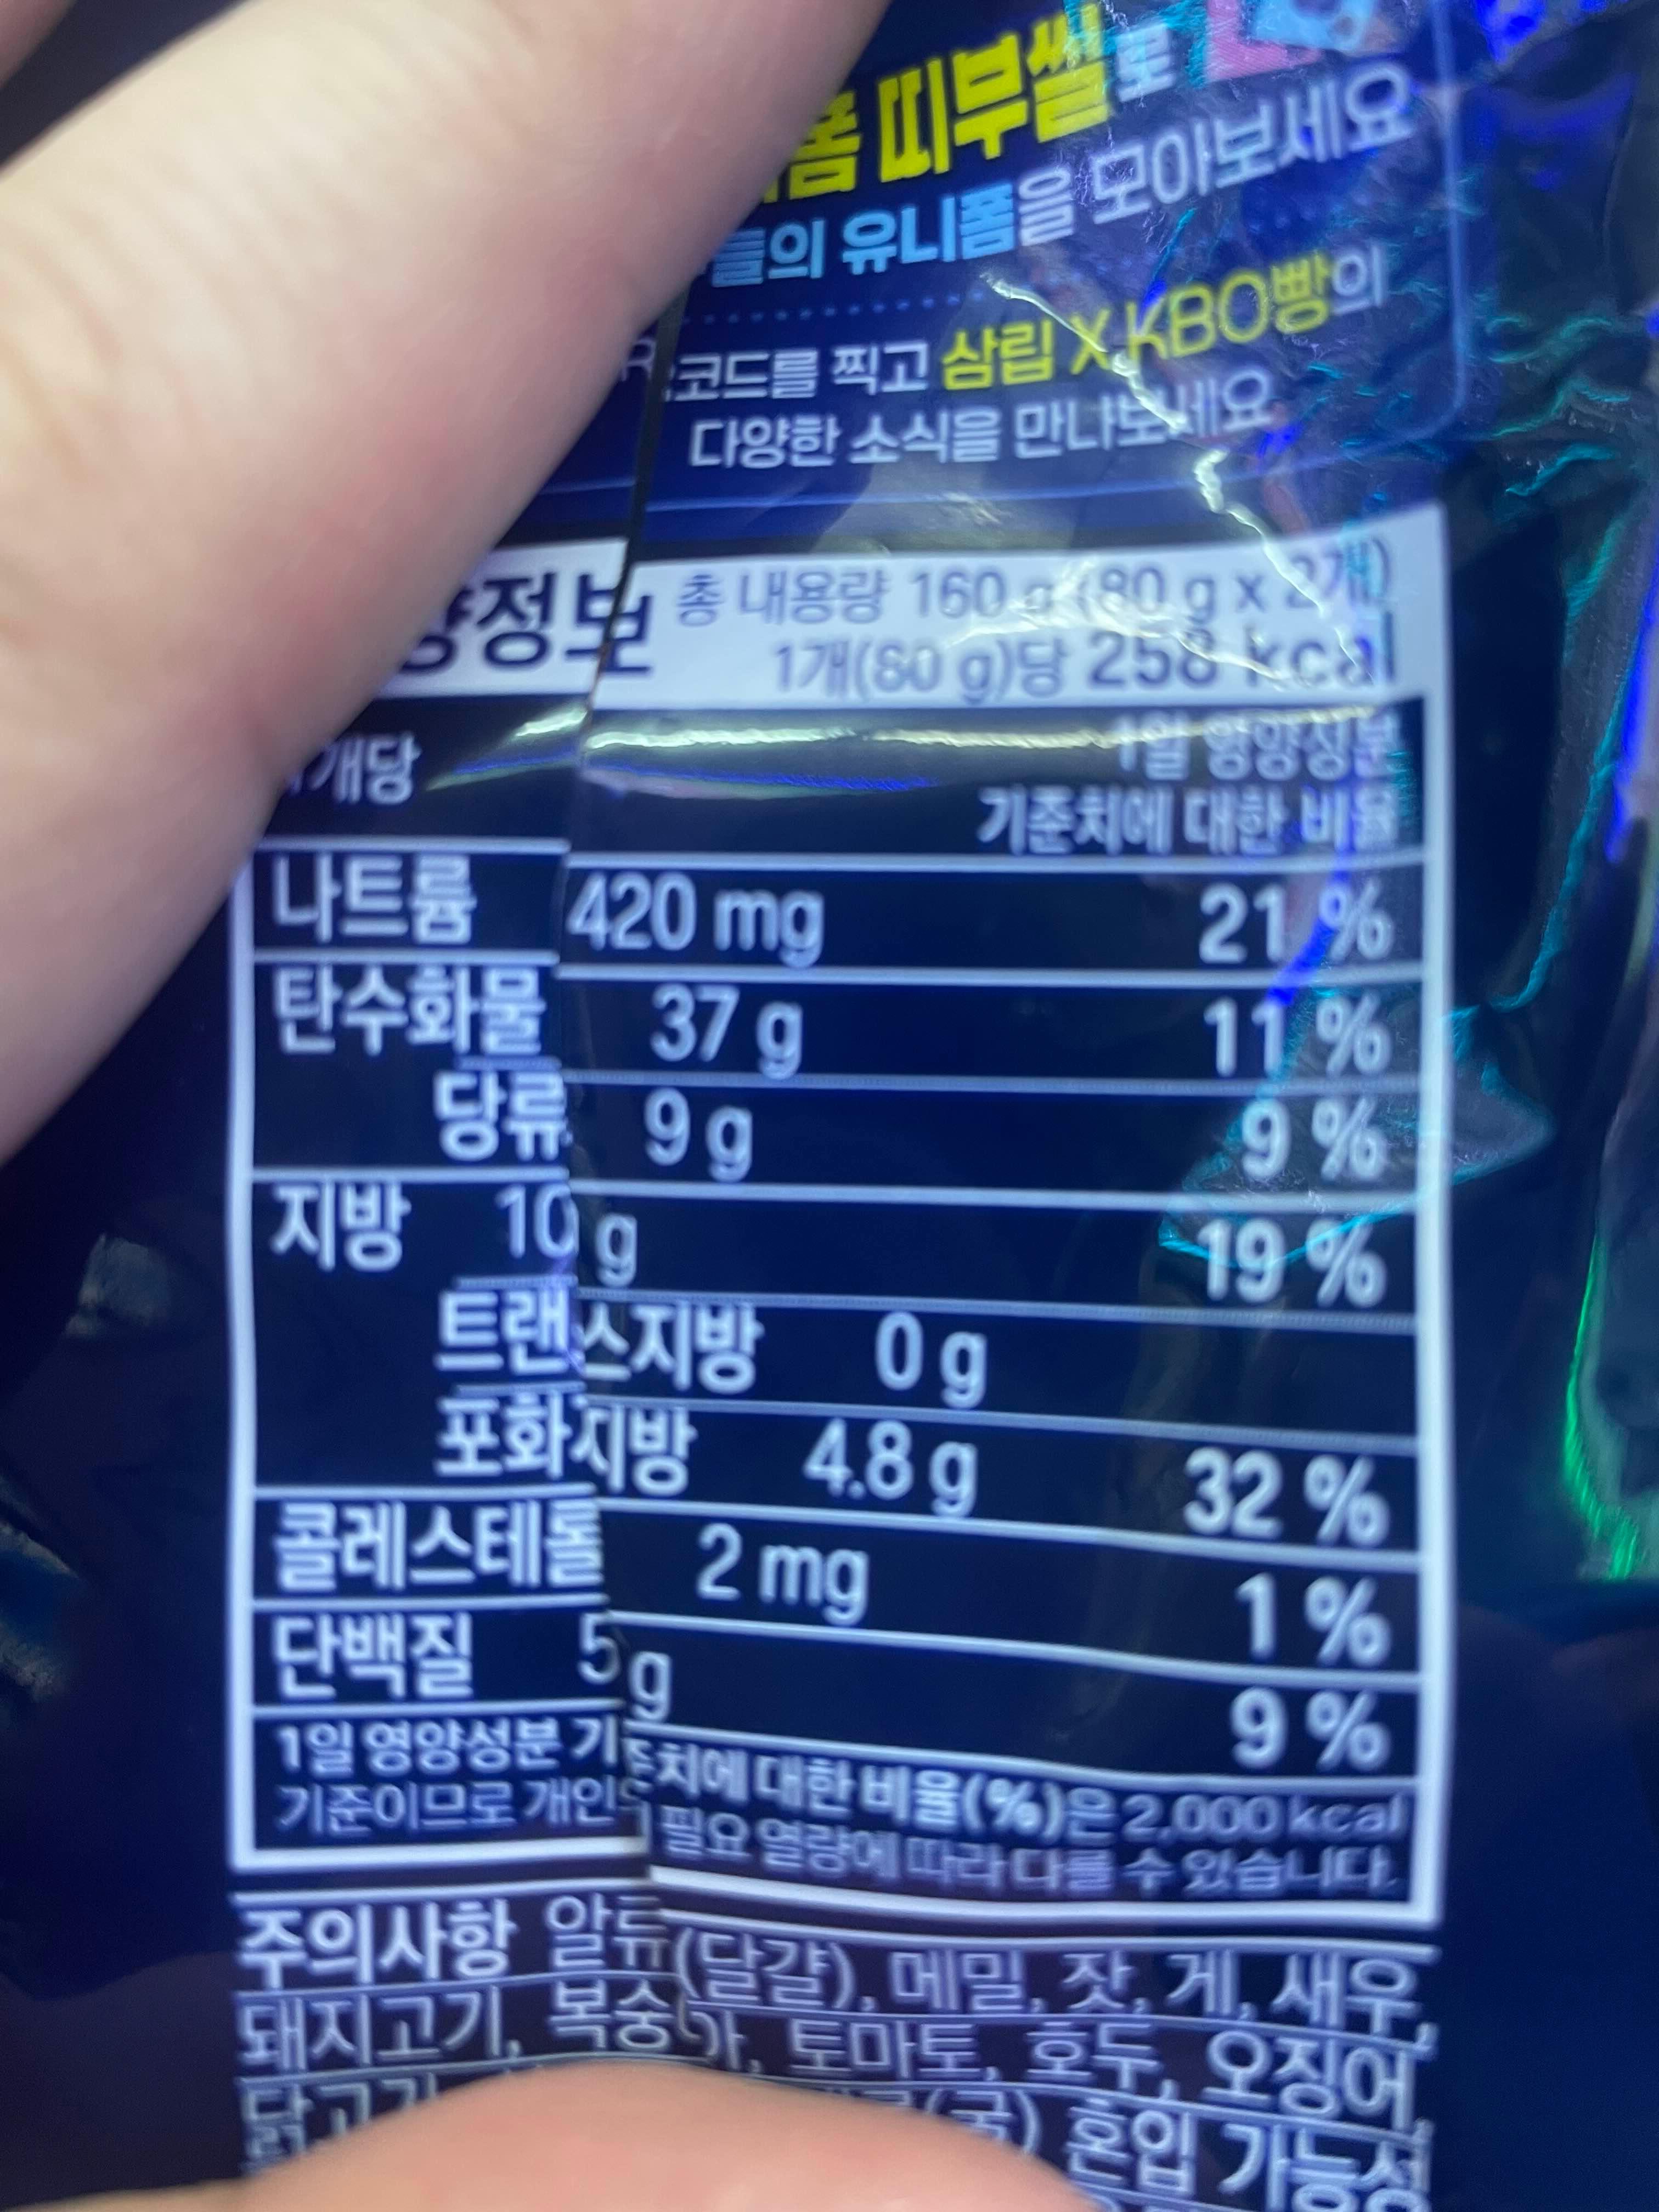 띠부씰로
들의 유니폼을 모아보세요
코드를 찍고 삼립 X KBO빵의
다양한 소식을 만나보세요
정보
총 내용량 160 g (80 g x 2개)
1개(80 g)당 258 kcal
개당
1일 영양성분
기준치에 대한 비율
나트륨 420 mg 21 %
탄수화물 37 g 11 %
당류 9 g 9 %
지방 10 g 19 %
트랜스지방 0 g
포화지방 4.8 g 32 %
콜레스테롤 2 mg 1 %
단백질 5 g 9 %
1일 영양성분 기준치에 대한 비율(%)은 2,000 kcal
기준이므로 개인의 필요 열량에 따라 다를 수 있습니다.
주의사항 알류(달걀), 메밀, 잣, 게, 새우,
돼지고기, 복숭아, 토마토, 호두, 오징어,
닭고기 (굴) 혼입 가능성